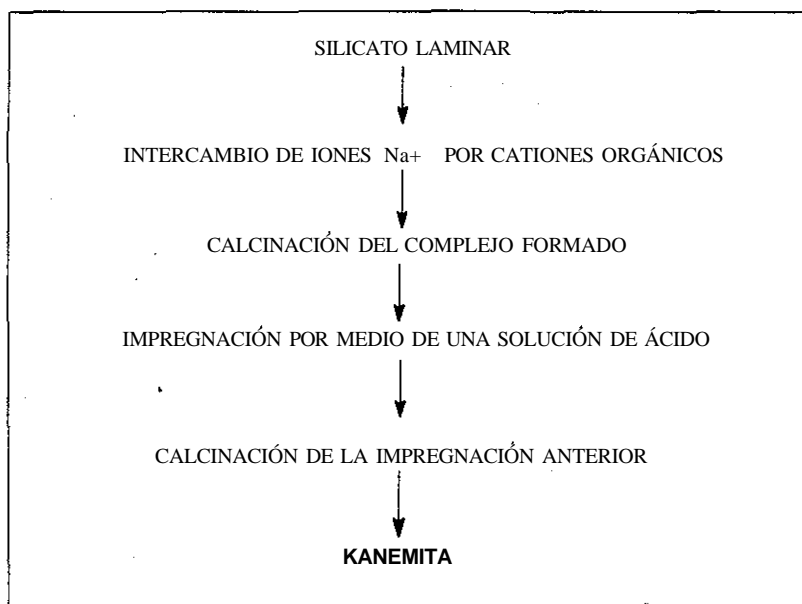 SILICATO LAMINAR
INTERCAMBIO DE IONES Na+ POR CATIONES ORGÁNICOS
CALCINACIÓN DEL COMPLEJO FORMADO
IMPREGNACIÓN POR MEDIO DE UNA SOLUCIÓN DE ÁCIDO
CALCINACIÓN DE LA IMPREGNACIÓN ANTERIOR
KANEMITA